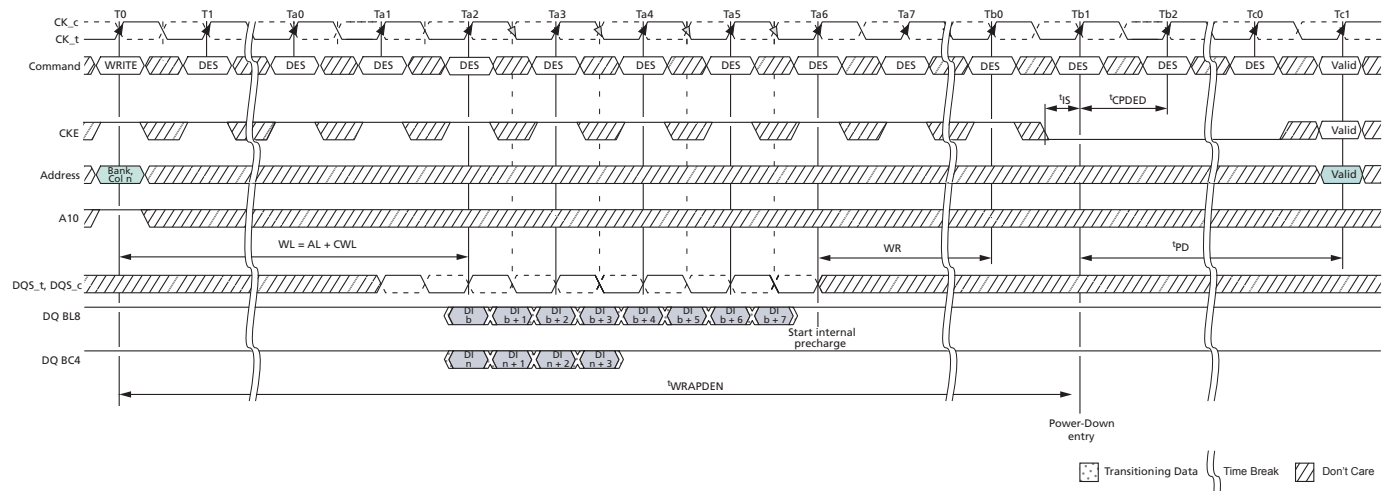 T0 T1 Ta0 Ta1 Ta2 Ta3 Ta4 Ta5 Ta6 Ta7 Tb0 Tb1 Tb2 Tc0 Tc1
CK_c
CK_t
Command WRITE DES DES DES DES DES DES DES DES DES DES DES DES DES Valid
tIS tCPDED
CKE Valid
Address Bank, Col n Valid
A10
WL = AL + CWL WR tPD
DQS_t, DQS_c
DQ BL8 DI b DI b + 1 DI b + 2 DI b + 3 DI b + 4 DI b + 5 DI b + 6 DI b + 7
Start internal
precharge
DQ BC4 DI n DI n + 1 DI n + 2 DI n + 3
tWRAPDEN
Power-Down
entry
Transitioning Data Time Break Don't Care